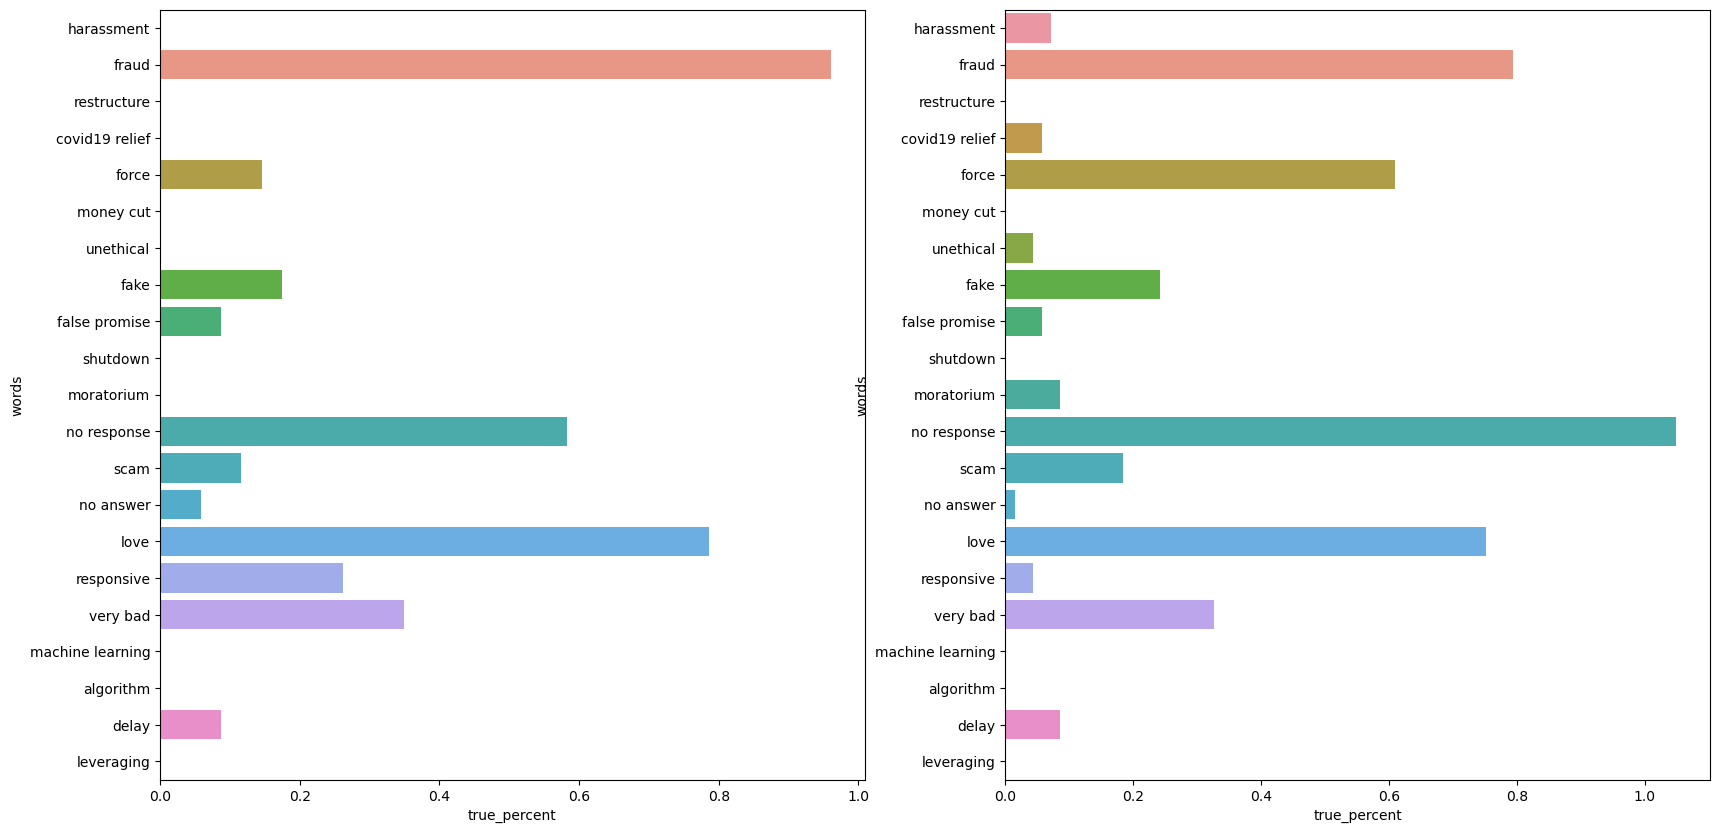 harassment
fraud
restructure
covid19 relief
force
money cut
unethical
fake
false promise
shutdown
moratorium
no response
scam
no answer
love
responsive
very bad
machine learning
algorithm
delay
leveraging
words
0.0 0.2 0.4 0.6 0.8 1.0
true_percent
harassment
fraud
restructure
covid19 relief
force
money cut
unethical
fake
false promise
shutdown
moratorium
no response
scam
no answer
love
responsive
very bad
machine learning
algorithm
delay
leveraging
words
0.0 0.2 0.4 0.6 0.8 1.0
true_percent